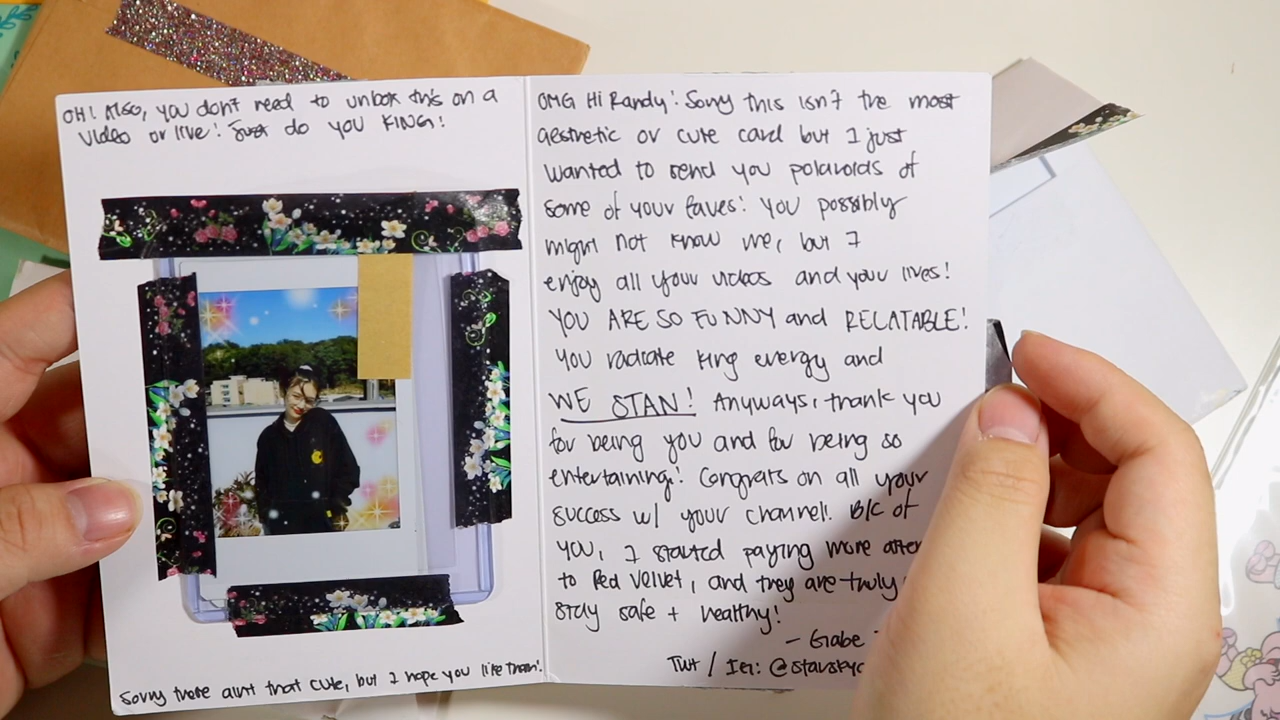 OH! Also, you don't need to unbox this on a
video or live! Just do you KING!
Sorry there aint that cute, but I hope you like them!
OMG Hi Randy! Sorry this isn't the most
aesthetic or cute card but I just
wanted to send you polaroids of
some of your faves! You possibly
might not know me, but I
enjoy all your videos and your lives!
YOU ARE SO FUNNY and RELATABLE!
You radiate king energy and
WE STAN! Anyways, thank you
for being you and for being so
entertaining! Congrats on all your
success w/ your channel! B/c of
you, I started paying more atten
to Red Velvet, and they are truly
stay safe + healthy!
- Gabe
Twt / IG: @starskyc